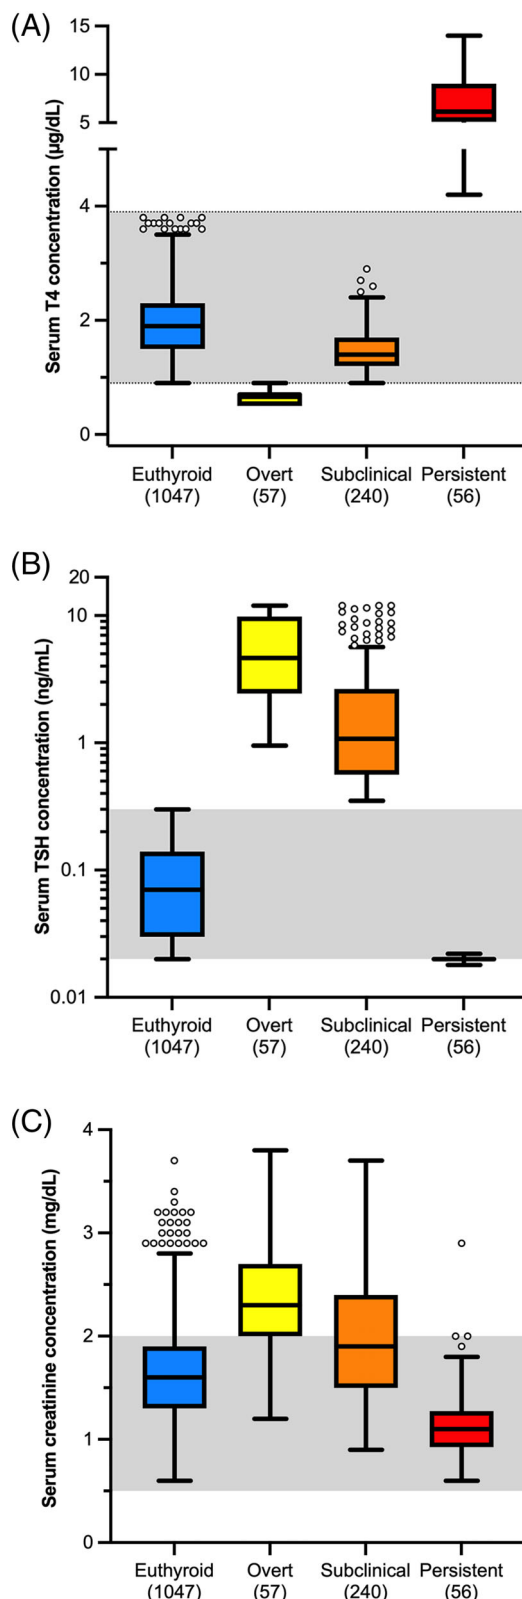 (A)
Serum T4 concentration (µg/dL)
15
10
5
4
2
0
Euthyroid Overt Subclinical Persistent
(1047) (57) (240) (56)
(B)
Serum TSH concentration (ng/mL)
20
10
1
0.1
0.01
Euthyroid Overt Subclinical Persistent
(1047) (57) (240) (56)
(C)
Serum creatinine concentration (mg/dL)
4
3
2
1
0
Euthyroid Overt Subclinical Persistent
(1047) (57) (240) (56)